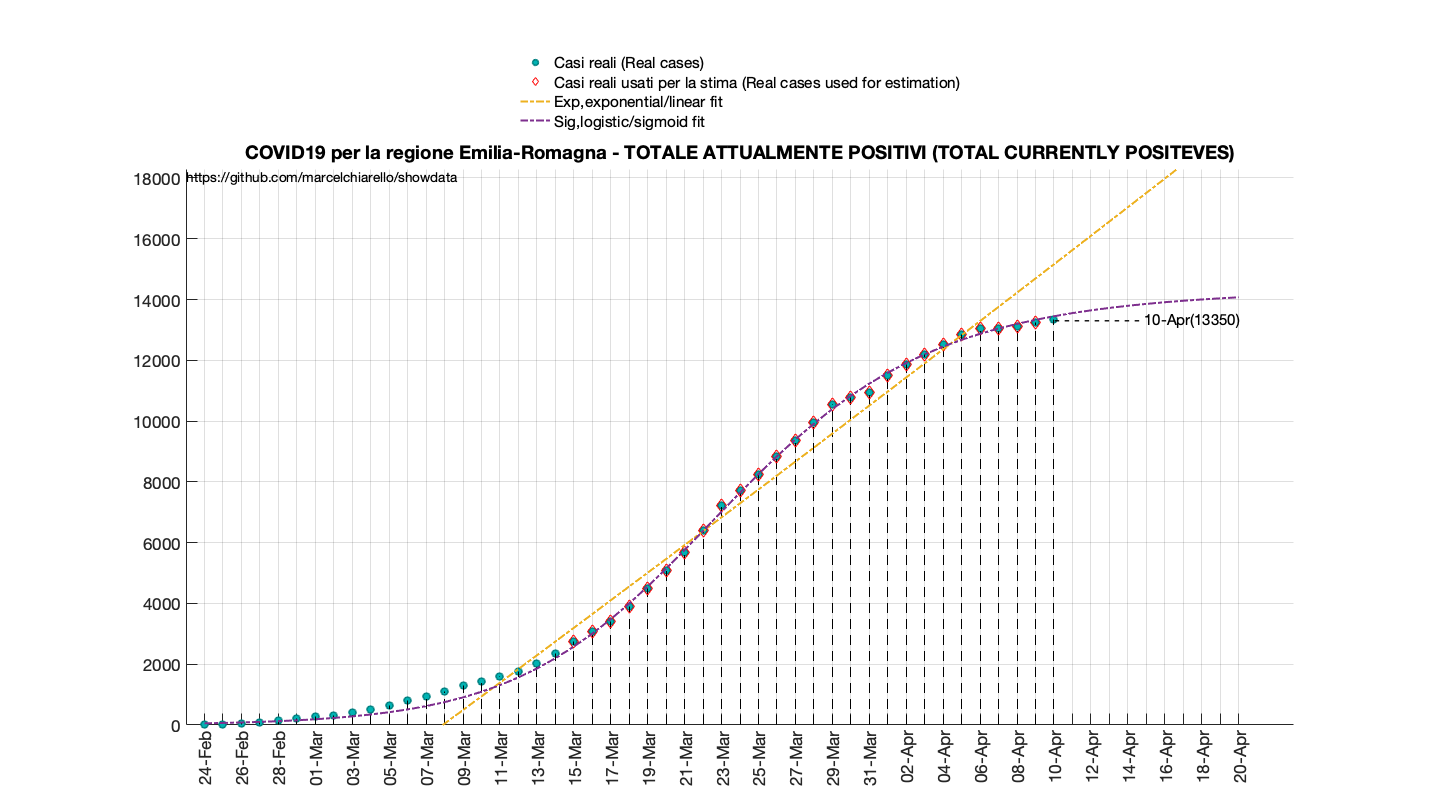 Casi reali (Real cases)
Casi reali usati per la stima (Real cases used for estimation)
Exp,exponential/linear fit
Sig,logistic/sigmoid fit
COVID19 per la regione Emilia-Romagna - TOTALE ATTUALMENTE POSITIVI (TOTAL CURRENTLY POSITEVES)
https://github.com/marcelchiarello/showdata
18000
16000
14000
12000
10000
8000
6000
4000
2000
0
10-Apr(13350)
24-Feb
26-Feb
28-Feb
01-Mar
03-Mar
05-Mar
07-Mar
09-Mar
11-Mar
13-Mar
15-Mar
17-Mar
19-Mar
21-Mar
23-Mar
25-Mar
27-Mar
29-Mar
31-Mar
02-Apr
04-Apr
06-Apr
08-Apr
10-Apr
12-Apr
14-Apr
16-Apr
18-Apr
20-Apr